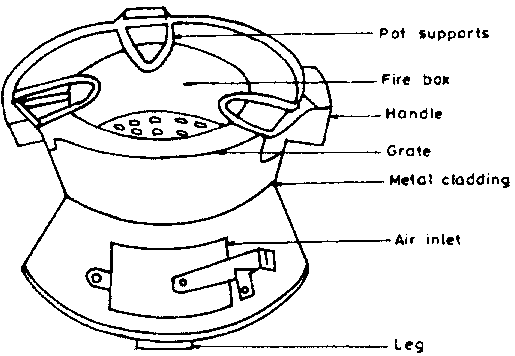 Pot supports
Fire box
Handle
Grate
Metal cladding
Air inlet
Leg